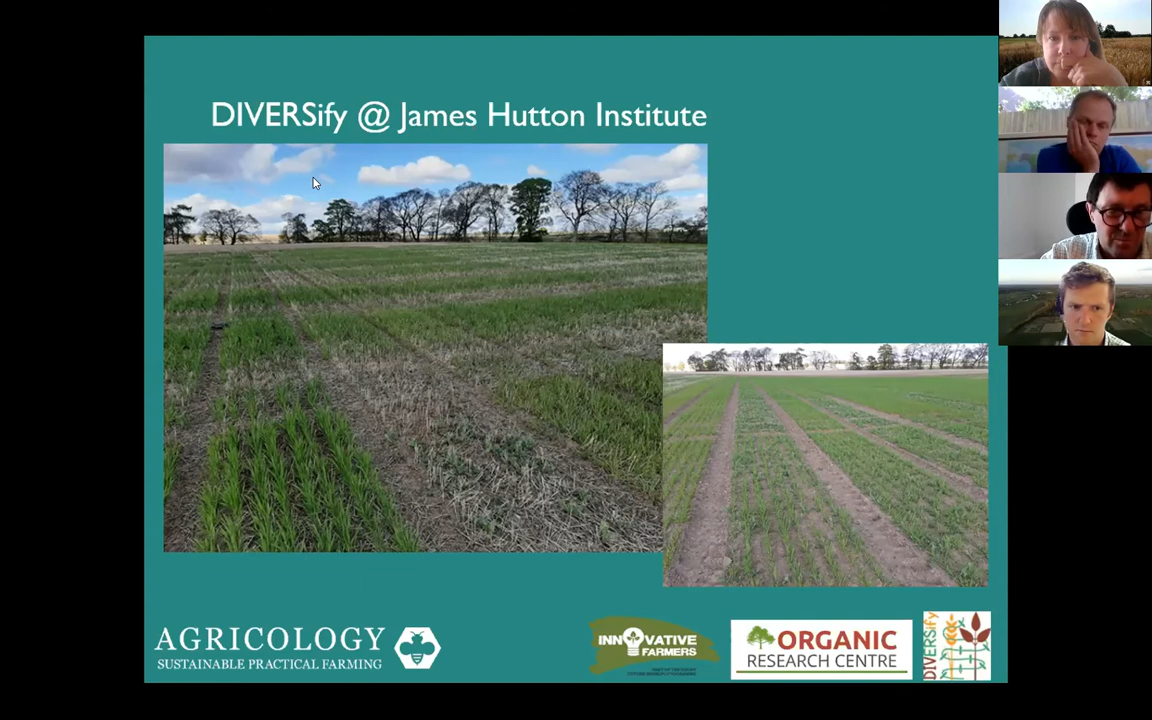 DIVERSify @ James Hutton Institute
AGRICOLOGY
SUSTAINABLE PRACTICAL FARMING
INNOVATIVE
FARMERS
ORGANIC
RESEARCH CENTRE
DIVERSify